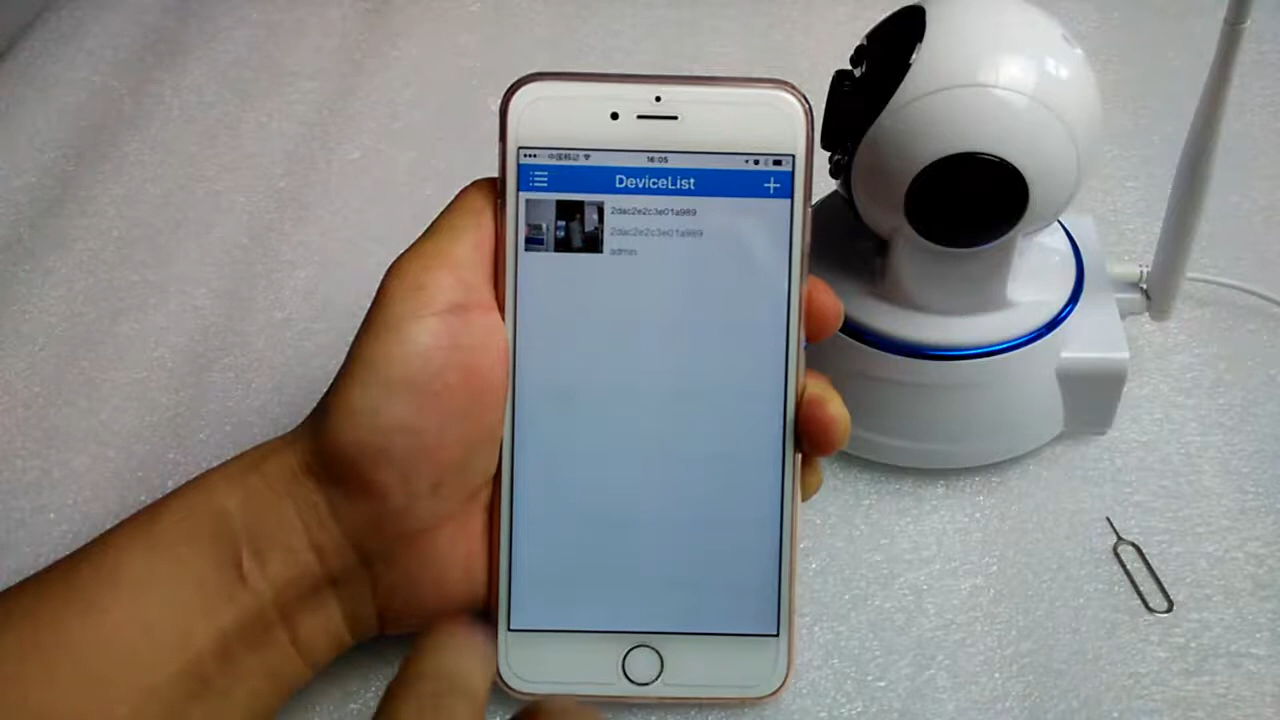 中国移动
16:05
DeviceList
2dac2e2c3e01a989
2dac2e2c3e01a989
admin